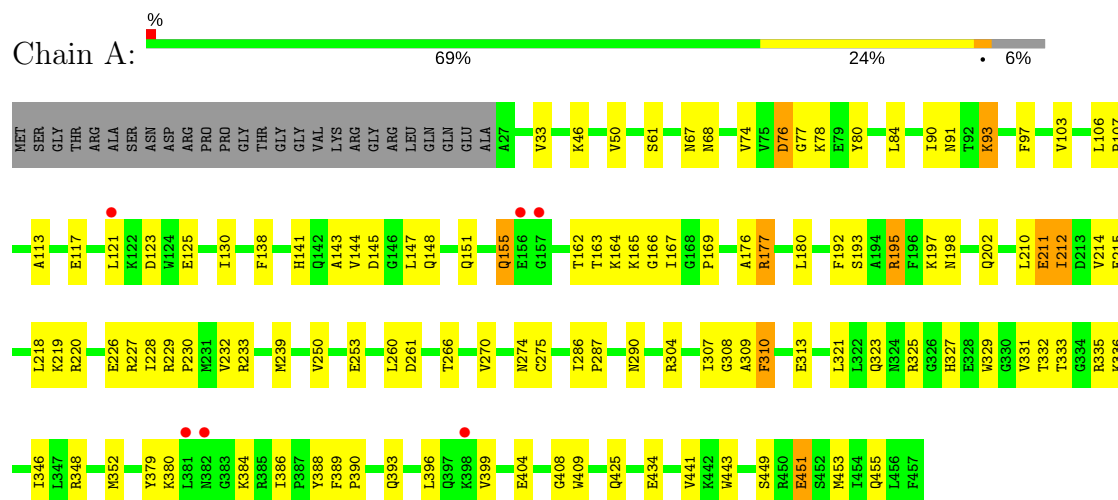 %
Chain A:
69% 24% • 6%
MET SER GLY THR ARG ALA SER ASN ASP ARG PRO PRO GLY THR GLY GLY VAL LYS ARG GLY ARG LEU GLN GLN GLU ALA A27 V33 K46 V50 S61 N67 N68 V74 V75 D76 G77 K78 E79 Y80 L84 I90 N91 T92 K93 F97 V103 L106
A113 E117 L121 K122 D123 W124 E125 I130 F138 H141 Q142 A143 V144 D145 G146 L147 Q148 Q151 Q155 E156 G157 T162 T163 K164 K165 G166 I167 G168 P169 A176 R177 L180 F192 S193 A194 R195 F196 K197 N198 Q202 L210 E211 I212 D213 V214
L218 K219 R220 E226 R227 I228 R229 P230 M231 V232 R233 M239 V250 E253 L260 D261 T266 V270 N274 C275 I286 P287 N290 R304 I307 G308 A309 F310 E313 L321 L322 Q323 N324 R325 G326 H327 E328 W329 G330 V331 T332 T333 G334 R335
I346 L347 R348 M352 Y379 K380 L381 N382 G383 K384 R385 I386 P387 Y388 F389 P390 Q393 L396 Q397 K398 V399 E404 G408 W409 Q425 E434 V441 K442 W443 S449 R450 E451 S452 M453 I454 Q455 L456 F457